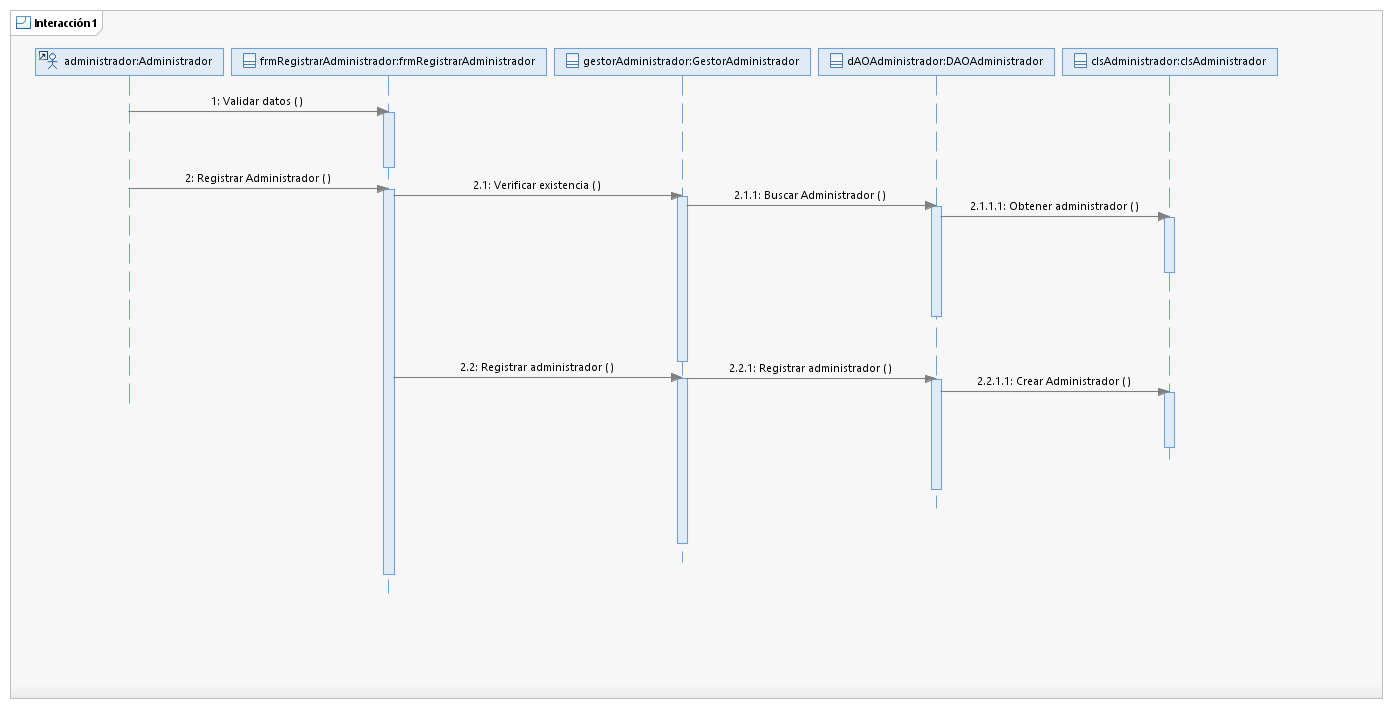 Interacción1
administrador:Administrador
frmRegistrarAdministrador:frmRegistrarAdministrador
gestorAdministrador:GestorAdministrador
dAOAdministrador:DAOAdministrador
clsAdministrador:clsAdministrador
1: Validar datos ( )
2: Registrar Administrador ( )
2.1: Verificar existencia ( )
2.1.1: Buscar Administrador ( )
2.1.1.1: Obtener administrador ( )
2.2: Registrar administrador ( )
2.2.1: Registrar administrador ( )
2.2.1.1: Crear Administrador ( )